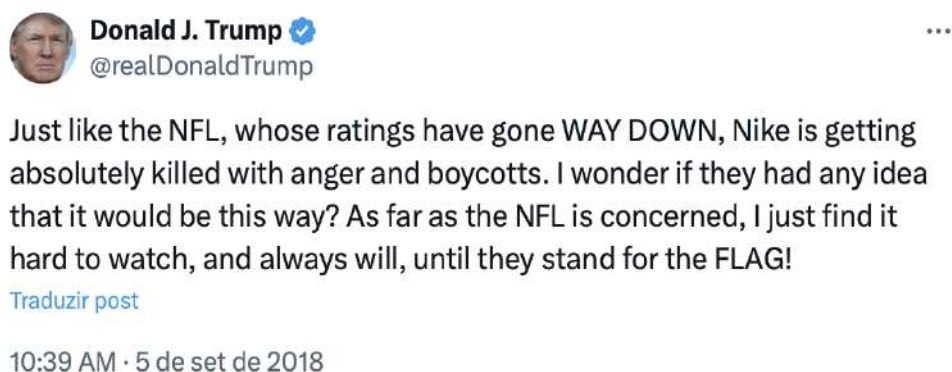 Donald J. Trump
@realDonaldTrump
Just like the NFL, whose ratings have gone WAY DOWN, Nike is getting
absolutely killed with anger and boycotts. I wonder if they had any idea
that it would be this way? As far as the NFL is concerned, I just find it
hard to watch, and always will, until they stand for the FLAG!
Traduzir post
10:39 AM · 5 de set de 2018